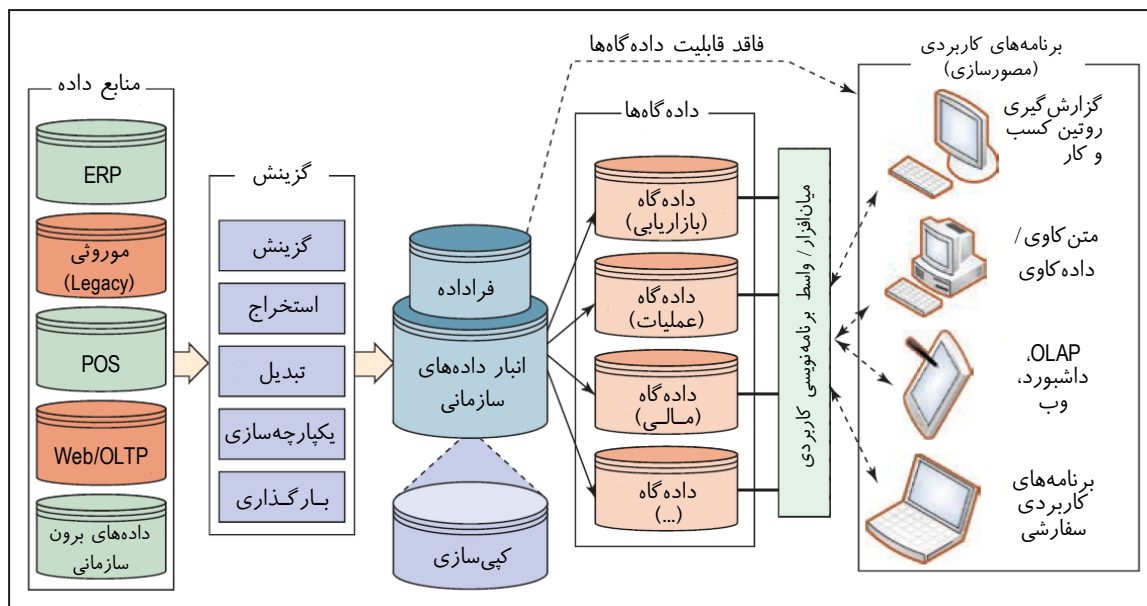 فاقد قابلیت داده‌گاه‌ها
منابع داده
ERP
موروثی
(Legacy)
POS
Web/OLTP
داده‌های برون
سازمانی
گزینش
گزینش
استخراج
تبدیل
یکپارچه‌سازی
بـارگـذاری
فراداده
انبار داده‌های
سازمانی
کپی‌سازی
داده‌گاه‌ها
داده‌گاه
(بازاریابی)
داده‌گاه
(عملیات)
داده‌گاه
(مـالـی)
داده‌گاه
(...)
میان‌افزار/ واسط برنامه‌نویسی کاربردی
برنامه‌های کاربردی
(مصورسازی)
گزارش‌گیری
روتین کسب
و کار
متن‌کاوی/
داده‌کاوی
OLAP،
داشبورد،
وب
برنامه‌های
کاربردی
سفارشی